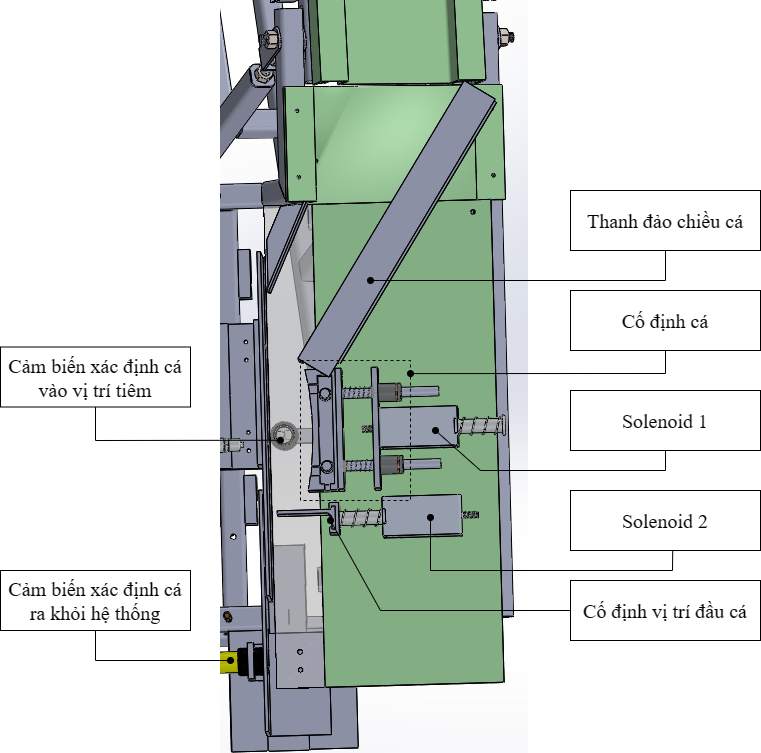 Thanh đảo chiều cá
Cố định cá
Cảm biến xác định cá
vào vị trí tiêm
Solenoid 1
Solenoid 2
Cảm biến xác định cá
ra khỏi hệ thống
Cố định vị trí đầu cá